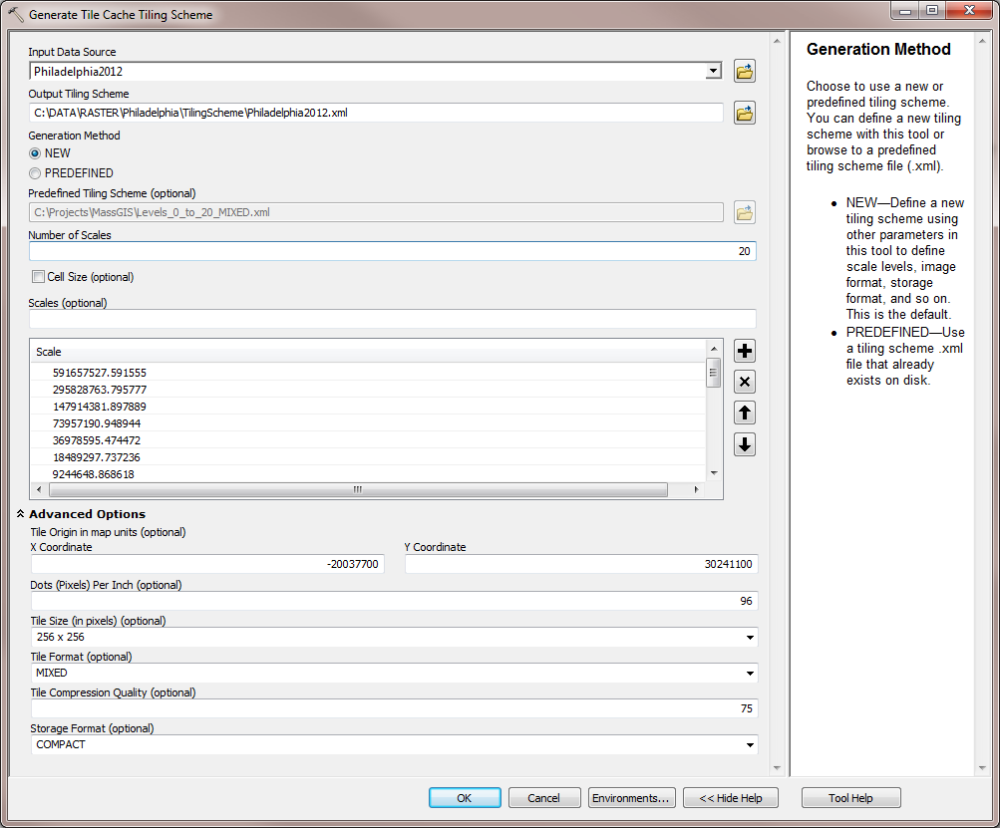 Generate Tile Cache Tiling Scheme
Input Data Source
Philadelphia2012
Output Tiling Scheme
C:\DATA\RASTER\Philadelphia\TilingScheme\Philadelphia2012.xml
Generation Method
NEW
PREDEFINED
Predefined Tiling Scheme (optional)
C:\Projects\MassGIS\Levels_0_to_20_MIXED.xml
Number of Scales
20
Cell Size (optional)
Scales (optional)
Scale
591657527.591555
295828763.795777
147914381.897889
73957190.948944
36978595.474472
18489297.737236
9244648.868618
Advanced Options
Tile Origin in map units (optional)
X Coordinate
-20037700
Y Coordinate
30241100
Dots (Pixels) Per Inch (optional)
96
Tile Size (in pixels) (optional)
256 x 256
Tile Format (optional)
MIXED
Tile Compression Quality (optional)
75
Storage Format (optional)
COMPACT
OK
Cancel
Environments...
<< Hide Help
Tool Help
Generation Method
Choose to use a new or
predefined tiling scheme.
You can define a new tiling
scheme with this tool or
browse to a predefined
tiling scheme file (.xml).
• NEW—Define a new
tiling scheme using
other parameters in
this tool to define
scale levels, image
format, storage
format, and so on.
This is the default.
• PREDEFINED—Use
a tiling scheme .xml
file that already
exists on disk.